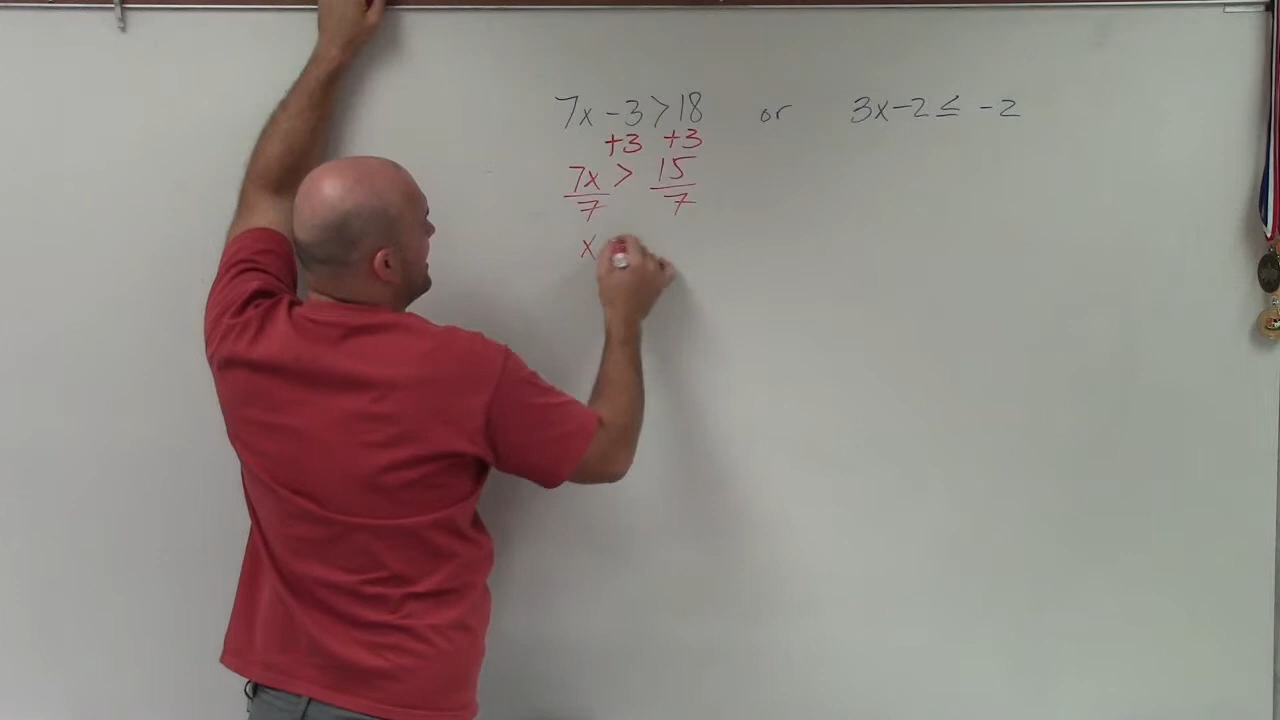 7x - 3 > 18 or 3x - 2 ≤ -2
+3 +3
7x > 15
7 7
x